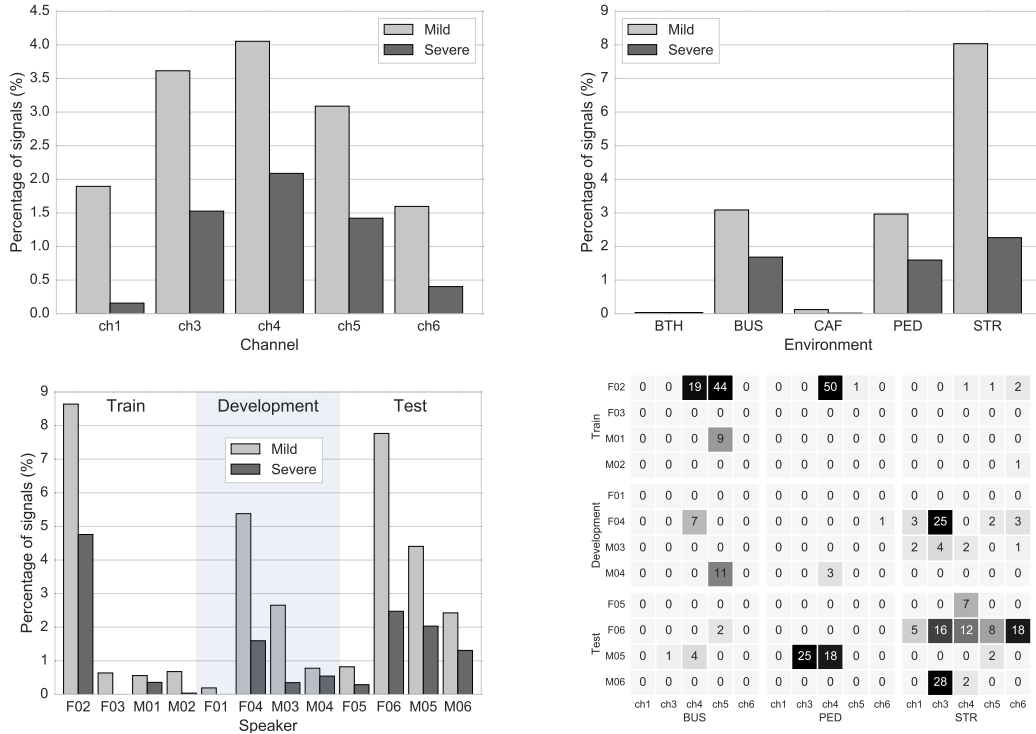 4.5
4.0
3.5
3.0
2.5
2.0
1.5
1.0
0.5
0.0
Percentage of signals (%)
Mild
Severe
ch1 ch3 ch4 ch5 ch6
Channel
9
8
7
6
5
4
3
2
1
0
Percentage of signals (%)
Mild
Severe
BTH BUS CAF PED STR
Environment
9
8
7
6
5
4
3
2
1
0
Percentage of signals (%)
Train Development Test
Mild
Severe
F02 F03 M01 M02 F01 F04 M03 M04 F05 F06 M05 M06
Speaker
Train
F02 0 0 19 44 0 0 0 50 1 0 0 0 1 1 2
F03 0 0 0 0 0 0 0 0 0 0 0 0 0 0 0
M01 0 0 0 9 0 0 0 0 0 0 0 0 0 0 0
M02 0 0 0 0 0 0 0 0 0 0 0 0 0 0 1
Development
F01 0 0 0 0 0 0 0 0 0 0 0 0 0 0 0
F04 0 0 7 0 0 0 0 0 0 1 3 25 0 2 3
M03 0 0 0 0 0 0 0 0 0 0 2 4 2 0 1
M04 0 0 0 11 0 0 0 3 0 0 0 0 0 0 0
Test
F05 0 0 0 0 0 0 0 0 0 0 0 0 7 0 0
F06 0 0 0 2 0 0 0 0 0 0 5 16 12 8 18
M05 0 1 4 0 0 0 25 18 0 0 0 0 0 2 0
M06 0 0 0 0 0 0 0 0 0 0 0 28 2 0 0
ch1 ch3 ch4 ch5 ch6 ch1 ch3 ch4 ch5 ch6 ch1 ch3 ch4 ch5 ch6
BUS PED STR